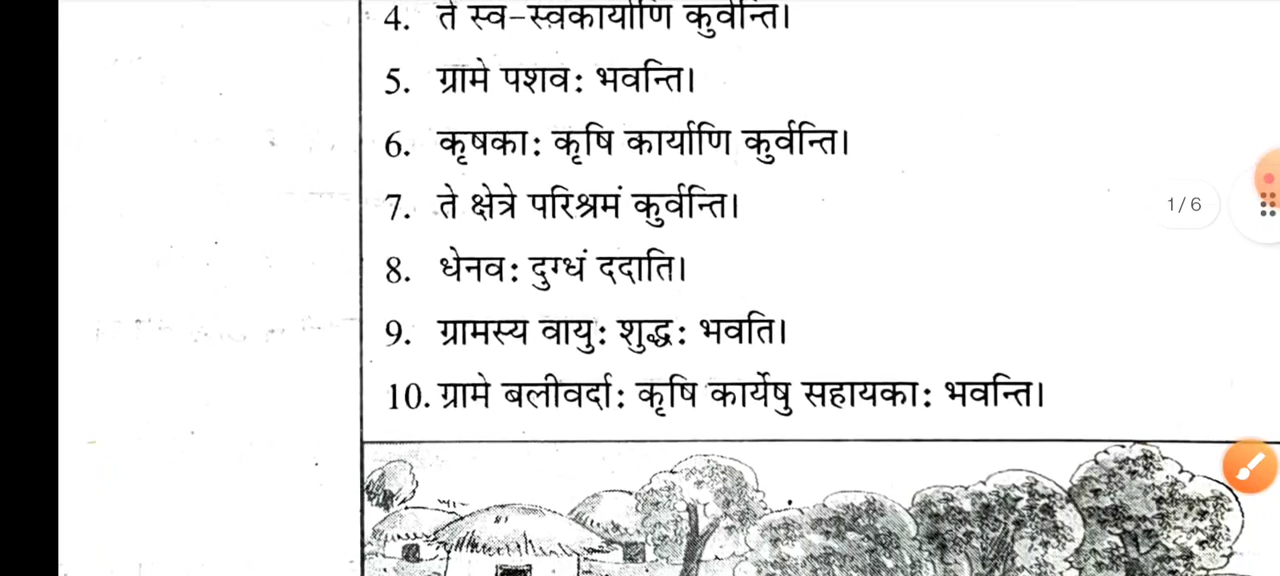 4. ते स्व-स्वकार्याणि कुर्वन्ति।
5. ग्रामे पशव: भवन्ति।
6. कृषका: कृषि कार्याणि कुर्वन्ति।
7. ते क्षेत्रे परिश्रमं कुर्वन्ति।
1/6
8. धेनव: दुग्धं ददाति।
9. ग्रामस्य वायु: शुद्ध: भवति।
10. ग्रामे बलीवर्दा: कृषि कार्येषु सहायका: भवन्ति।